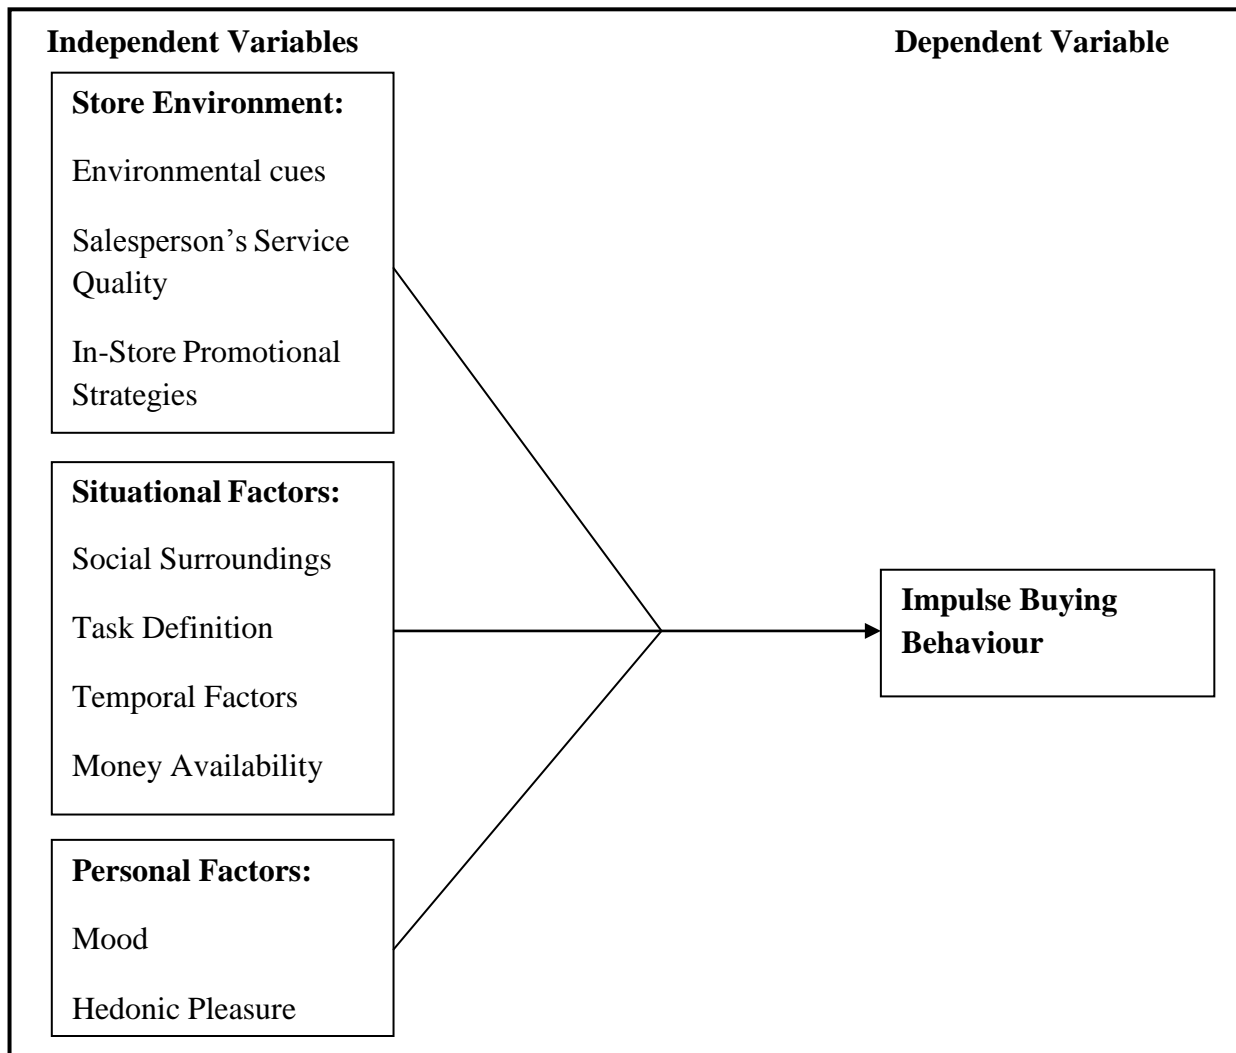 Independent Variables
Dependent Variable
Store Environment:
Environmental cues
Salesperson’s Service
Quality
In-Store Promotional
Strategies
Situational Factors:
Social Surroundings
Task Definition
Temporal Factors
Money Availability
Personal Factors:
Mood
Hedonic Pleasure
Impulse Buying
Behaviour